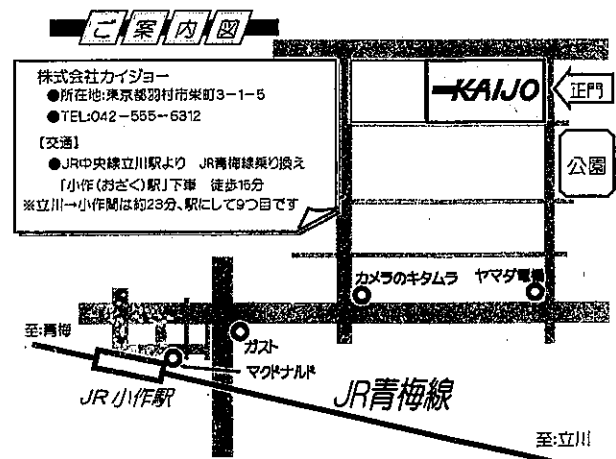 ご案内図
株式会社カイジョー
●所在地:東京都羽村市栄町3-1-5
●TEL:042-555-6312
【交通】
●JR中央線立川駅より JR青梅線乗り換え
「小作(おざく)駅」下車 徒歩15分
※立川→小作間は約23分、駅にして9つ目です
KAIJO
正門
公園
カメラのキタムラ
ヤマダ電機
至:青梅
ガスト
マクドナルド
JR小作駅
JR青梅線
至:立川